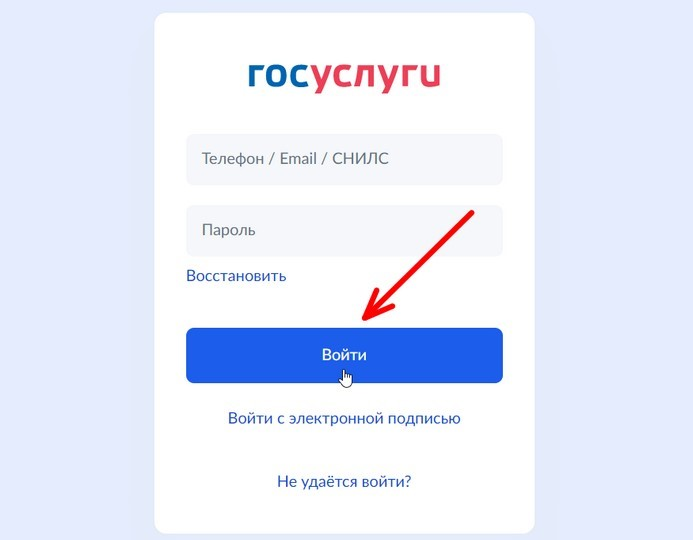 госуслуги
Телефон / Email / СНИЛС
Пароль
Восстановить
Войти
Войти с электронной подписью
Не удаётся войти?